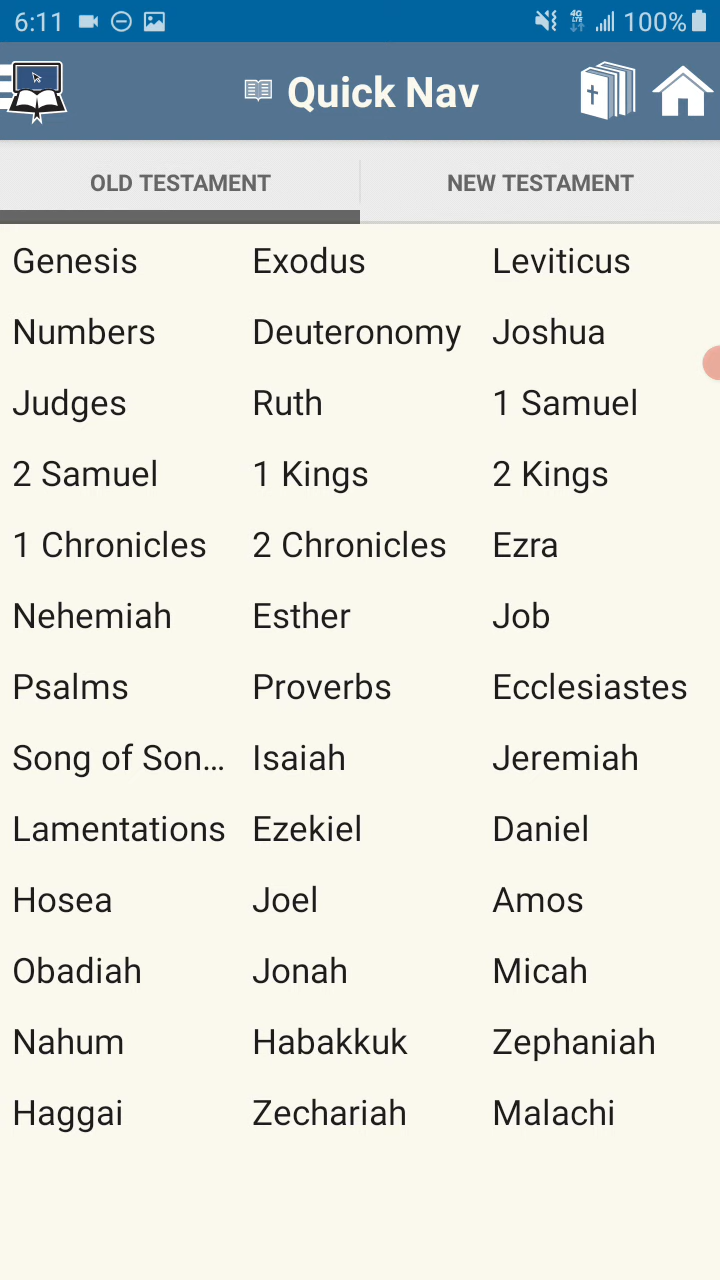 6:11 4G LTE 100%
Quick Nav
OLD TESTAMENT NEW TESTAMENT
Genesis Exodus Leviticus
Numbers Deuteronomy Joshua
Judges Ruth 1 Samuel
2 Samuel 1 Kings 2 Kings
1 Chronicles 2 Chronicles Ezra
Nehemiah Esther Job
Psalms Proverbs Ecclesiastes
Song of Son... Isaiah Jeremiah
Lamentations Ezekiel Daniel
Hosea Joel Amos
Obadiah Jonah Micah
Nahum Habakkuk Zephaniah
Haggai Zechariah Malachi